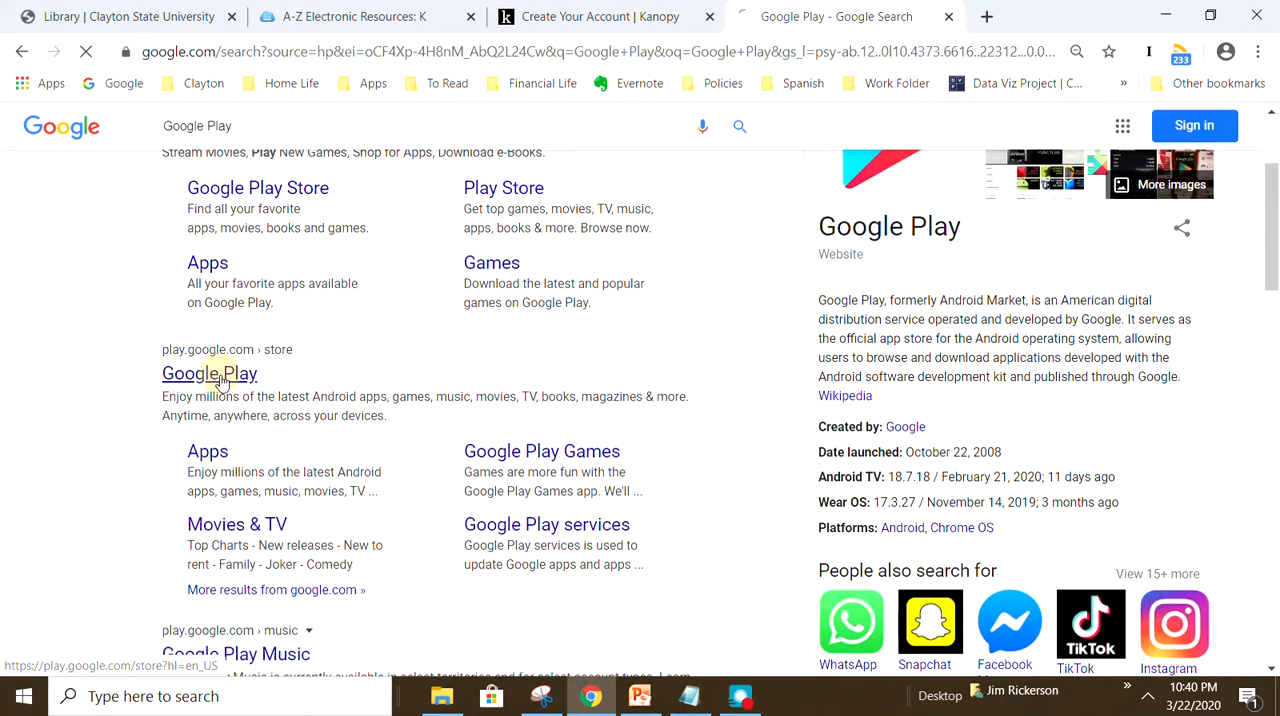 Library | Clayton State University
A-Z Electronic Resources: K
Create Your Account | Kanopy
Google Play - Google Search
google.com/search?source=hp&ei=oCF4Xp-4H8nM_AbQ2L24Cw&q=Google+Play&oq=Google+Play&gs_l=psy-ab.12..0l10.4373.6616..22312...0.0...
233
Apps
Google
Clayton
Home Life
Apps
To Read
Financial Life
Evernote
Policies
Spanish
Work Folder
Data Viz Project | C...
»
Other bookmarks
Google
Google Play
Sign in
Stream Movies, Play New Games, Shop for Apps, Download e-Books.
Google Play Store
Find all your favorite
apps, movies, books and games.
Play Store
Get top games, movies, TV, music,
apps, books & more. Browse now.
Apps
All your favorite apps available
on Google Play.
Games
Download the latest and popular
games on Google Play.
play.google.com › store
Google Play
Enjoy millions of the latest Android apps, games, music, movies, TV, books, magazines & more.
Anytime, anywhere, across your devices.
Apps
Enjoy millions of the latest Android
apps, games, music, movies, TV ...
Google Play Games
Games are more fun with the
Google Play Games app. We'll ...
Movies & TV
Top Charts - New releases - New to
rent - Family - Joker - Comedy
Google Play services
Google Play services is used to
update Google apps and apps ...
More results from google.com »
play.google.com › music
Google Play Music
https://play.google.com/store?hl=en_US
Music is currently available in select territories and for select account types. Learn
More images
Google Play
Website
Google Play, formerly Android Market, is an American digital
distribution service operated and developed by Google. It serves as
the official app store for the Android operating system, allowing
users to browse and download applications developed with the
Android software development kit and published through Google.
Wikipedia
Created by: Google
Date launched: October 22, 2008
Android TV: 18.7.18 / February 21, 2020; 11 days ago
Wear OS: 17.3.27 / November 14, 2019; 3 months ago
Platforms: Android, Chrome OS
People also search for
View 15+ more
TikTok
WhatsApp
Snapchat
Facebook
TikTok
Instagram
Type here to search
Desktop
Jim Rickerson
»
10:40 PM
3/22/2020
1